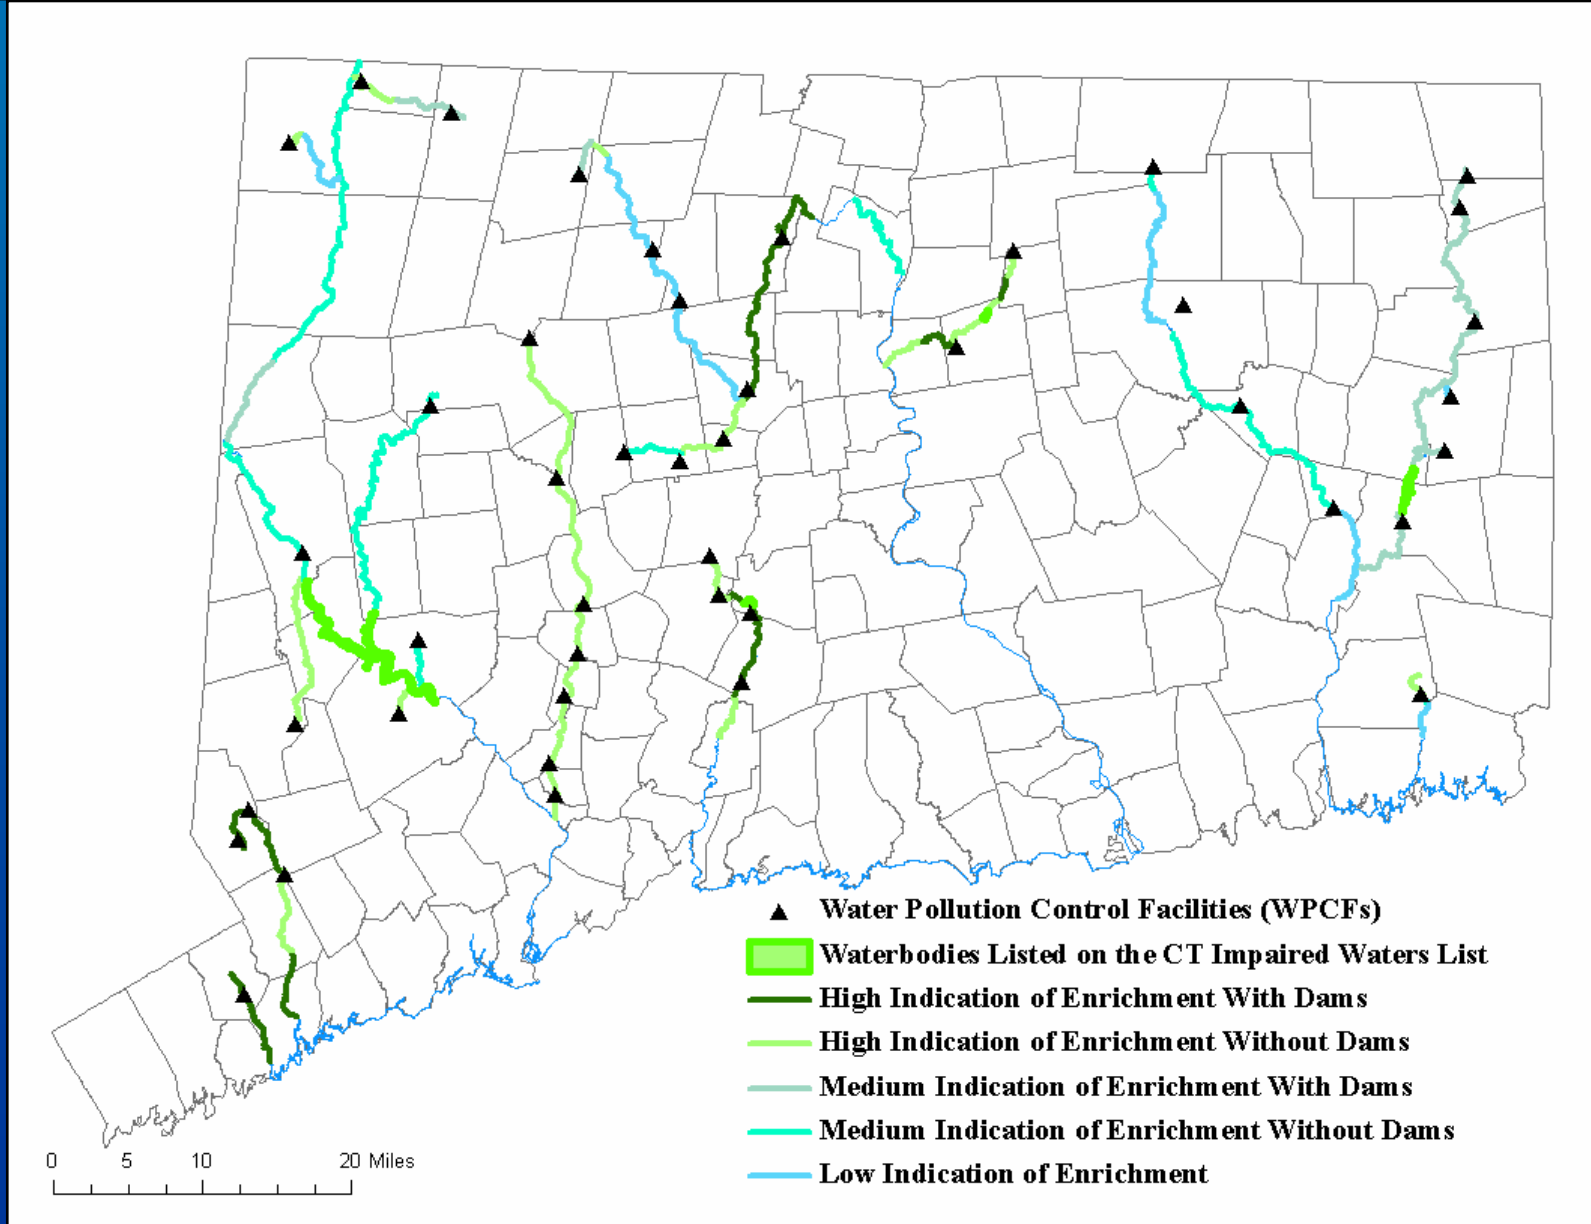 Water Pollution Control Facilities (WPCFs)
Waterbodies Listed on the CT Impaired Waters List
High Indication of Enrichment With Dams
High Indication of Enrichment Without Dams
Medium Indication of Enrichment With Dams
Medium Indication of Enrichment Without Dams
Low Indication of Enrichment
0 5 10 20 Miles